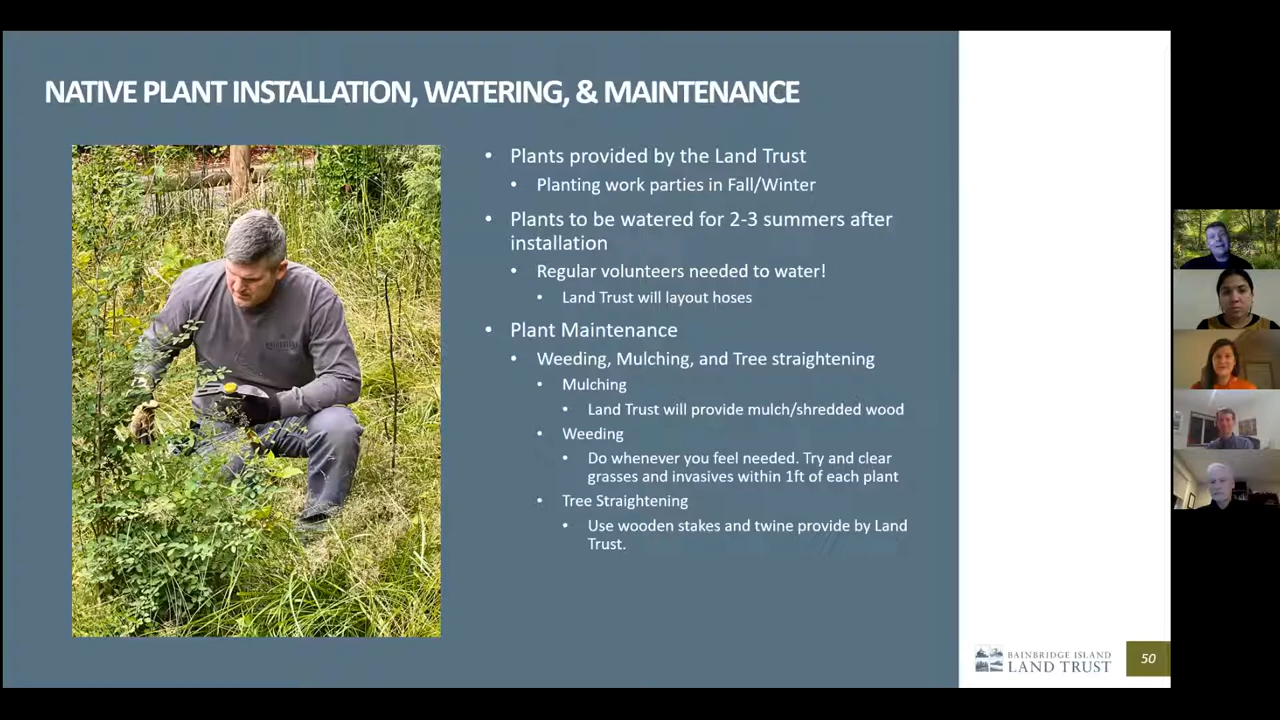 NATIVE PLANT INSTALLATION, WATERING, & MAINTENANCE
• Plants provided by the Land Trust
• Planting work parties in Fall/Winter
• Plants to be watered for 2-3 summers after
installation
• Regular volunteers needed to water!
• Land Trust will layout hoses
• Plant Maintenance
• Weeding, Mulching, and Tree straightening
• Mulching
• Land Trust will provide mulch/shredded wood
• Weeding
• Do whenever you feel needed. Try and clear
grasses and invasives within 1ft of each plant
• Tree Straightening
• Use wooden stakes and twine provide by Land
Trust.
BAINBRIDGE ISLAND
LAND TRUST
50